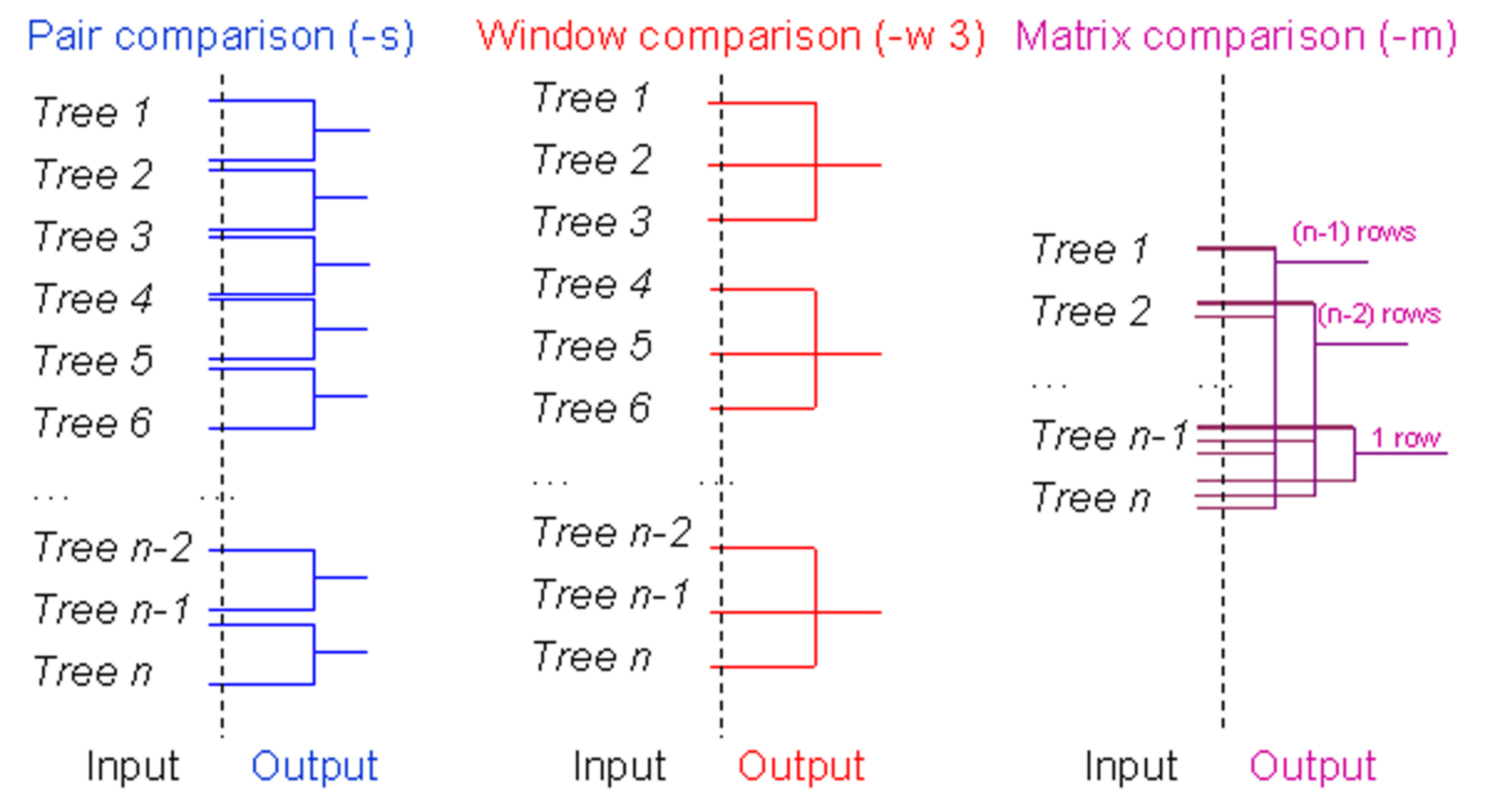 Pair comparison (-s)
Tree 1
Tree 2
Tree 3
Tree 4
Tree 5
Tree 6
... ...
Tree n-2
Tree n-1
Tree n
Input Output
Window comparison (-w 3)
Tree 1
Tree 2
Tree 3
Tree 4
Tree 5
Tree 6
... ...
Tree n-2
Tree n-1
Tree n
Input Output
Matrix comparison (-m)
(n-1) rows
Tree 1
Tree 2
(n-2) rows
... ...
Tree n-1
1 row
Tree n
Input Output